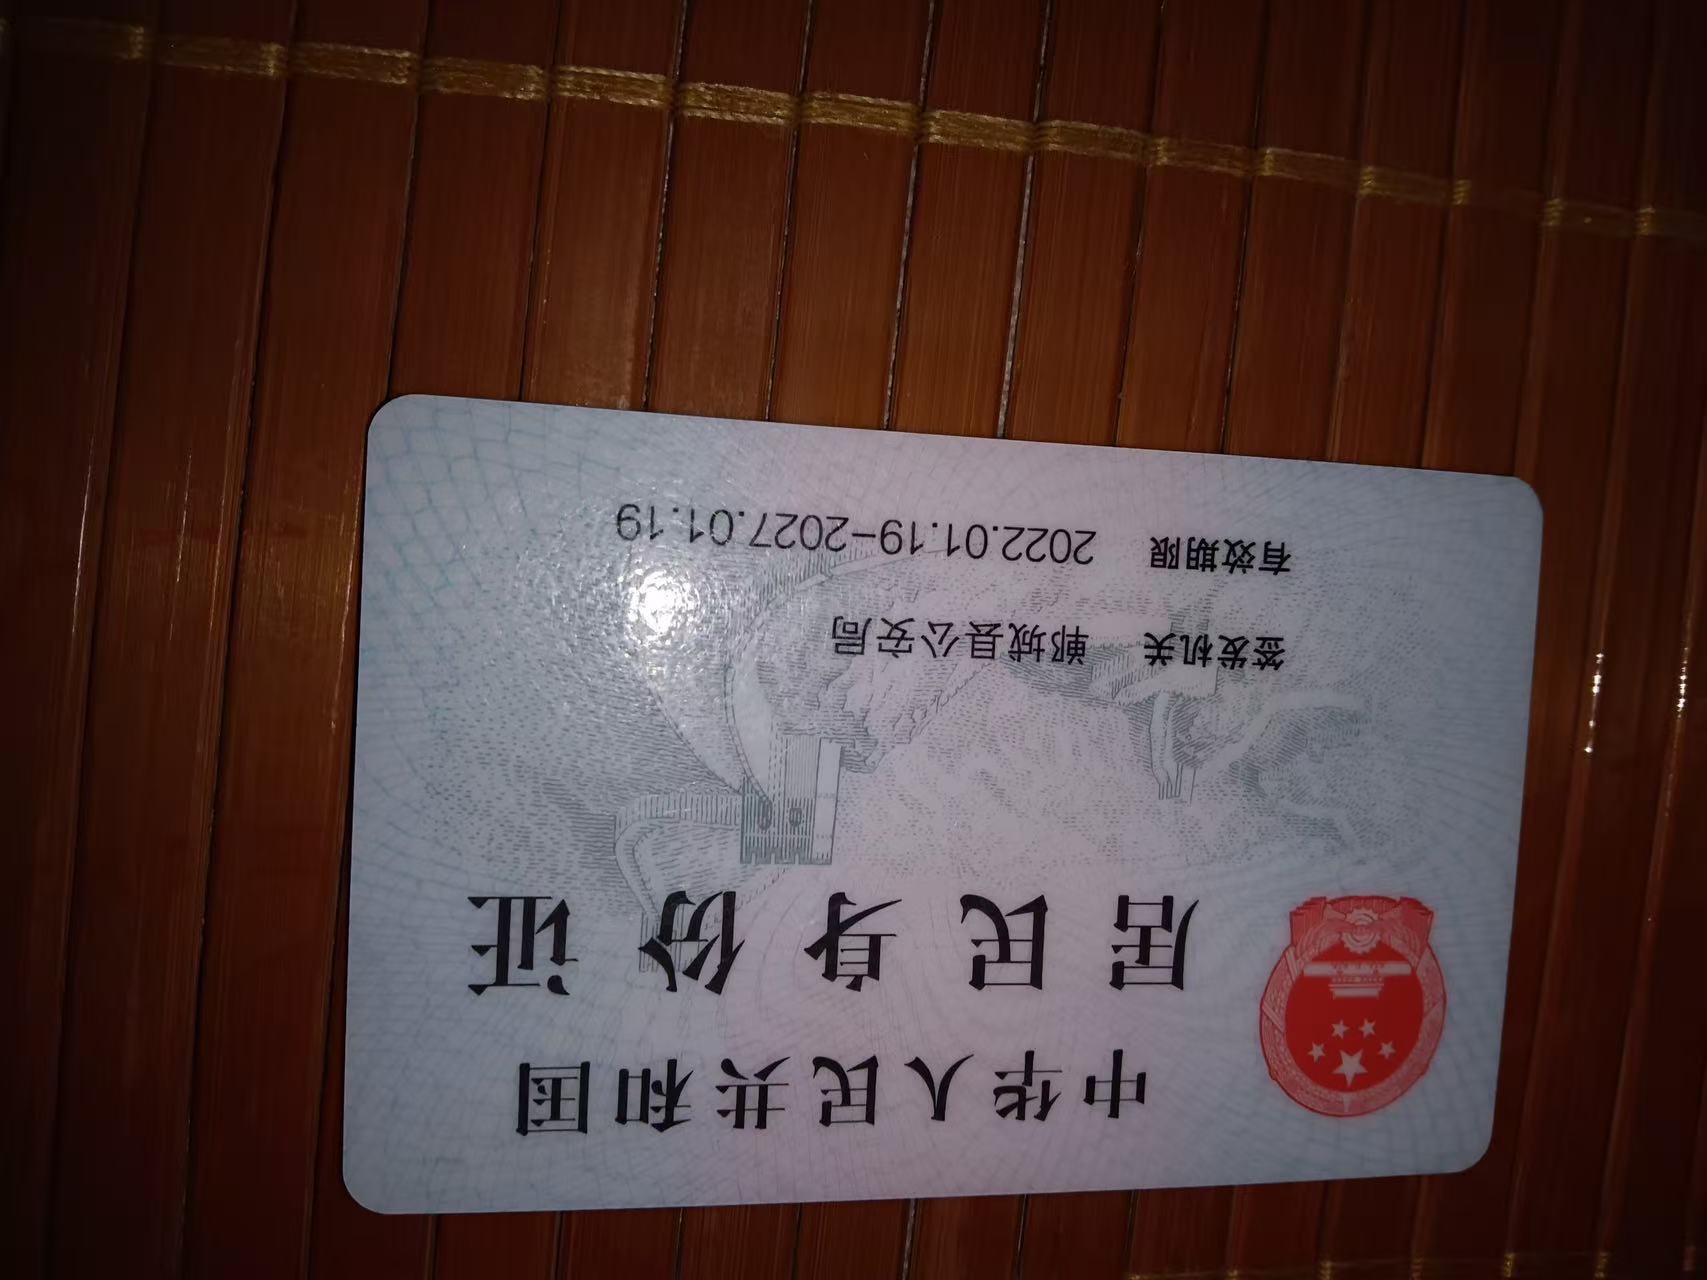 中华人民共和国
居民身份证
签发机关 郸城县公安局
有效期限 2022.01.19-2027.01.19